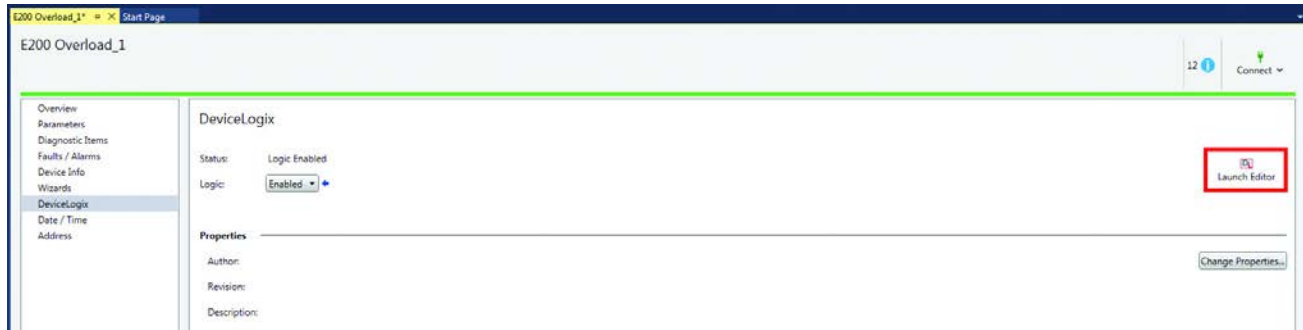 E200 Overload_1* Start Page
E200 Overload_1
12 Connect
Overview
Parameters
Diagnostic Items
Faults / Alarms
Device Info
Wizards
DeviceLogix
Date / Time
Address
DeviceLogix
Status: Logic Enabled
Logic: Enabled
Launch Editor
Properties
Author:
Change Properties...
Revision:
Description: